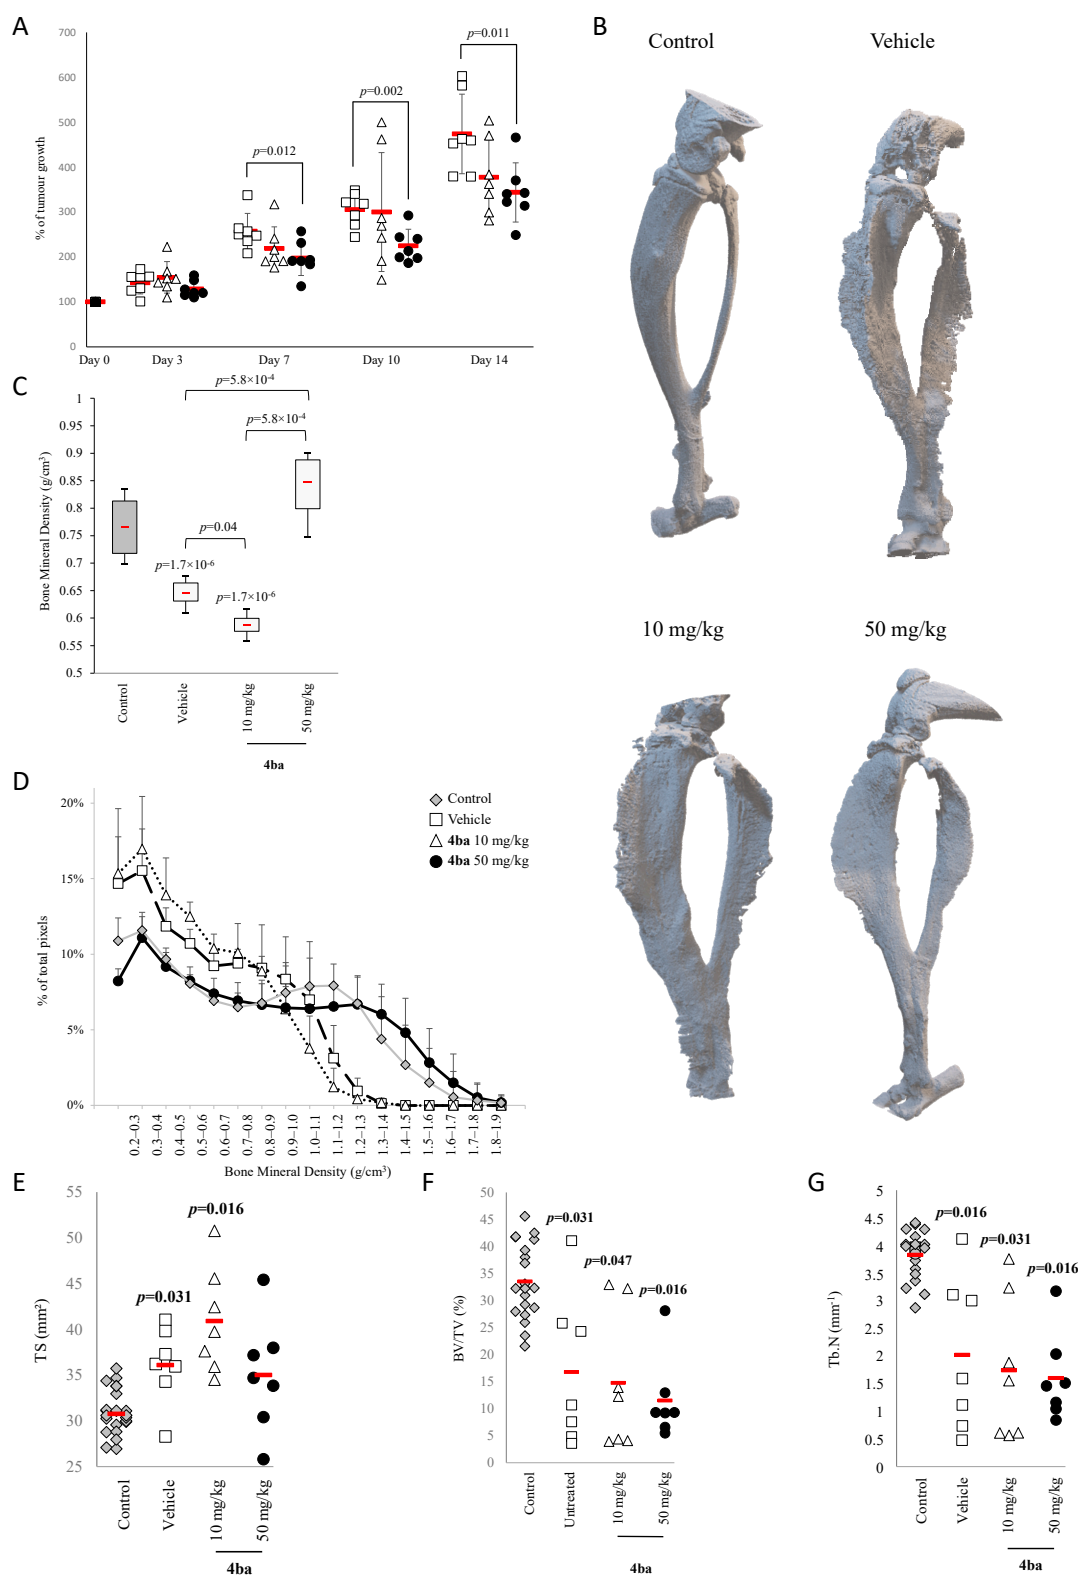 A
700
600
500
400
300
200
100
0
% of tumour growth
p=0.012
p=0.002
p=0.011
Day 0
Day 3
Day 7
Day 10
Day 14
B
Control
Vehicle
10 mg/kg
50 mg/kg
C
1
0.95
0.9
0.85
0.8
0.75
0.7
0.65
0.6
0.55
0.5
Bone Mineral Density (g/cm³)
p=5.8×10⁻⁴
p=5.8×10⁻⁴
p=0.04
p=1.7×10⁻⁶
p=1.7×10⁻⁶
Control
Vehicle
10 mg/kg
50 mg/kg
4ba
D
20%
15%
10%
5%
0%
% of total pixels
Control
Vehicle
4ba 10 mg/kg
4ba 50 mg/kg
0.2–0.3
0.3–0.4
0.4–0.5
0.5–0.6
0.6–0.7
0.7–0.8
0.8–0.9
0.9–1.0
1.0–1.1
1.1–1.2
1.2–1.3
1.3–1.4
1.4–1.5
1.5–1.6
1.6–1.7
1.7–1.8
1.8–1.9
Bone Mineral Density (g/cm³)
E
55
50
45
40
35
30
25
TS (mm²)
p=0.031
p=0.016
Control
Vehicle
10 mg/kg
50 mg/kg
4ba
F
50
45
40
35
30
25
20
15
10
5
0
BV/TV (%)
p=0.031
p=0.047
p=0.016
Control
Untreated
10 mg/kg
50 mg/kg
4ba
G
5
4.5
4
3.5
3
2.5
2
1.5
1
0.5
0
Tb.N (mm⁻¹)
p=0.016
p=0.031
p=0.016
Control
Vehicle
10 mg/kg
50 mg/kg
4ba